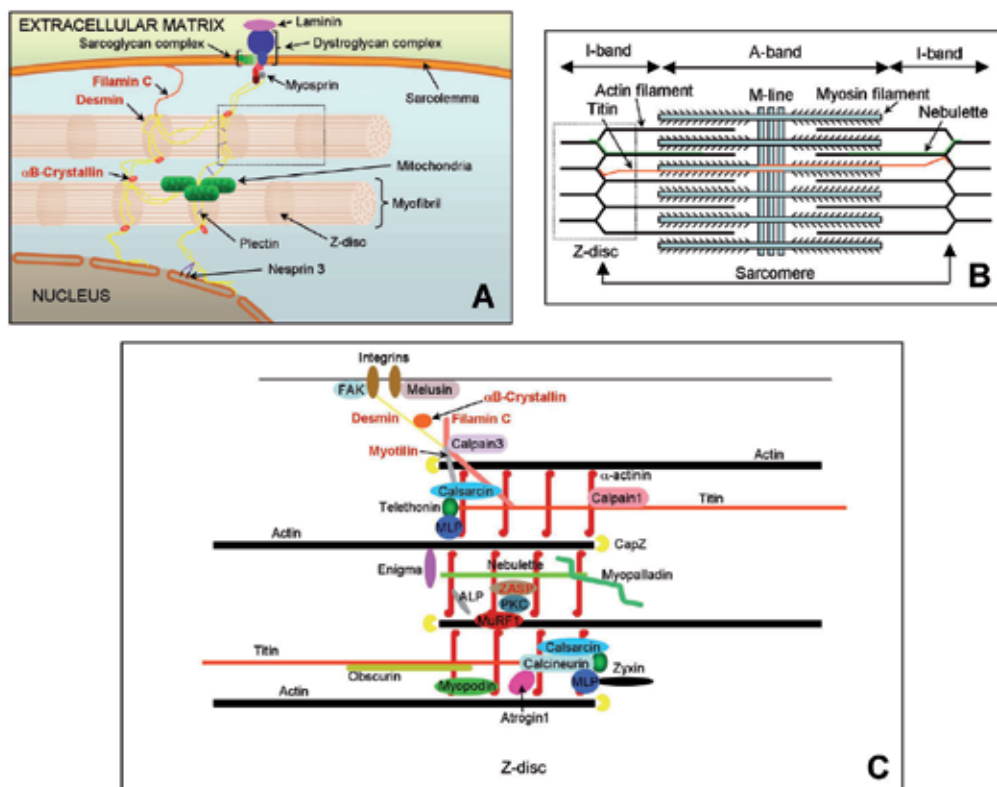 EXTRACELLULAR MATRIX
Laminin
Sarcoglycan complex
Dystroglycan complex
Filamin C
Myosprin
Desmin
Sarcolemma
αB-Crystallin
Mitochondria
Myofibril
Plectin
Z-disc
Nesprin 3
NUCLEUS
A
I-band
A-band
I-band
Actin filament
M-line
Myosin filament
Titin
Nebulette
Z-disc
Sarcomere
B
Integrins
FAK
Melusin
αB-Crystallin
Desmin
Filamin C
Myotilin
Calpain3
Actin
α-actinin
Calsarcin
Calpain1
Titin
Telethonin
MLP
Actin
CapZ
Enigma
Nebulette
Myopalladin
ALP
ZASP
PKC
MuRF1
Titin
Calsarcin
Calcineurin
Zyxin
Obscurin
Myopodin
MLP
Actin
Atrogin1
Z-disc
C